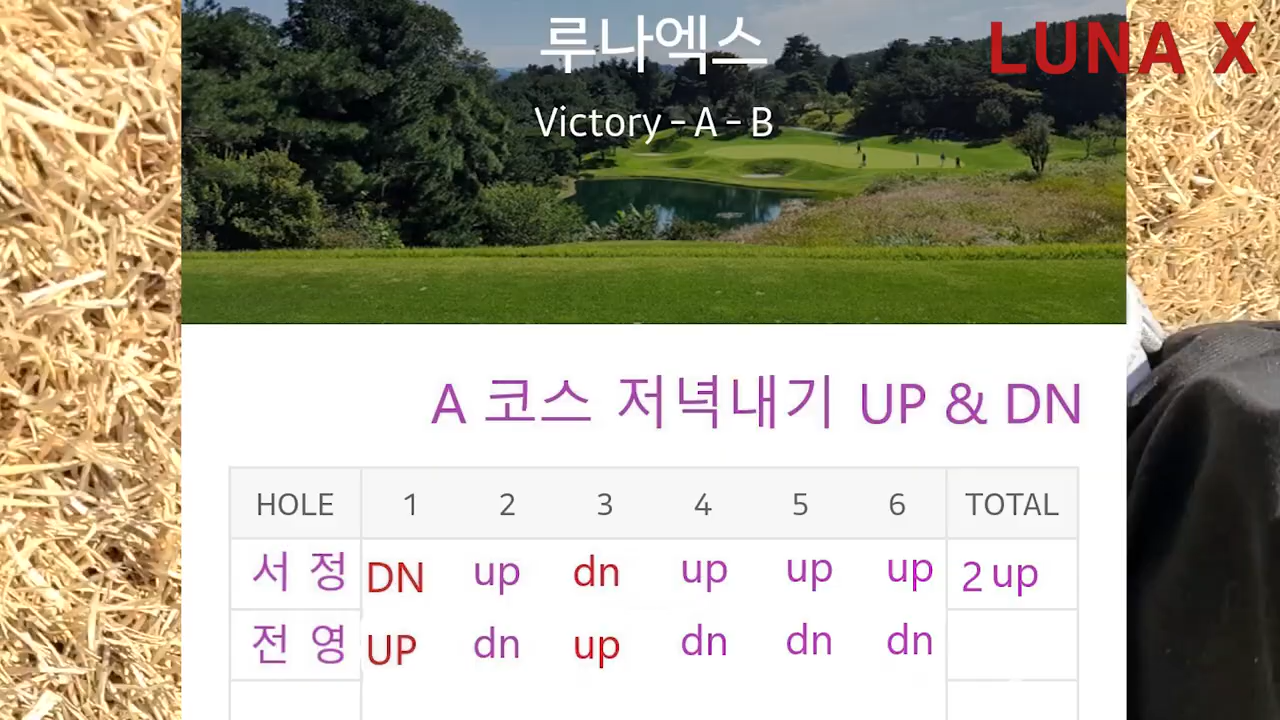 루나엑스
LUNA X
Victory - A - B
A 코스 저녁내기 UP & DN
HOLE 1 2 3 4 5 6 TOTAL
서 정 DN up dn up up up 2 up
전 영 UP dn up dn dn dn